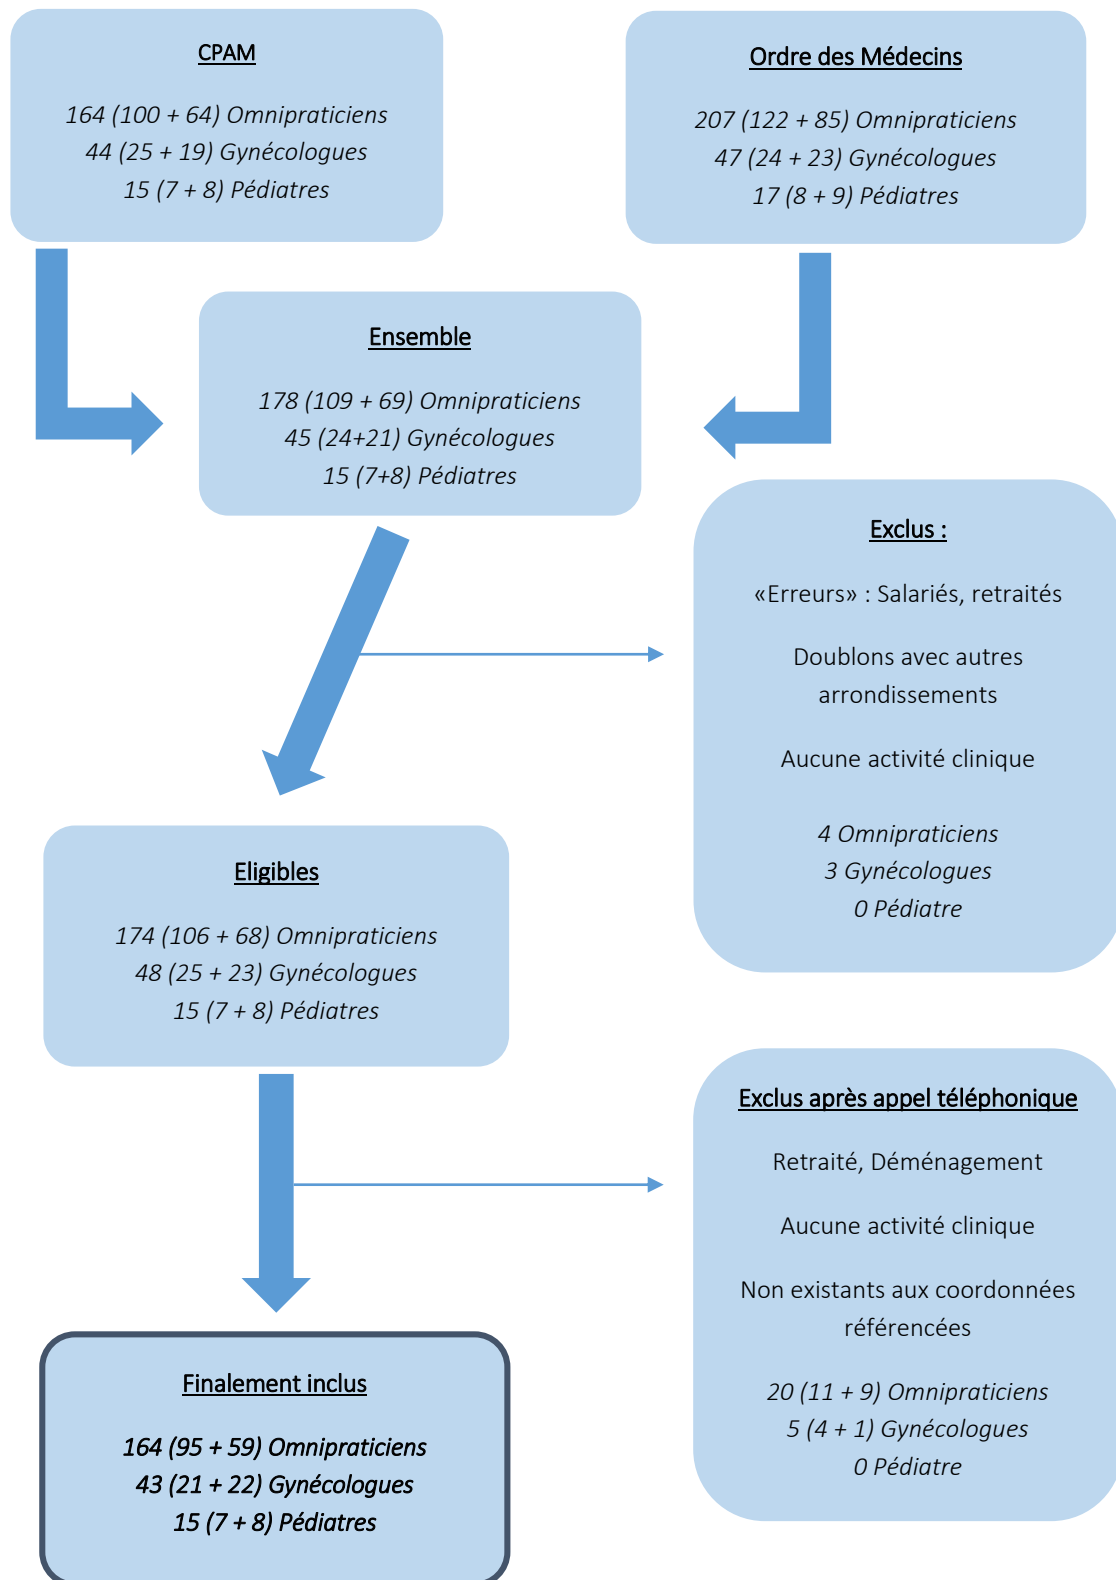 CPAM
164 (100 + 64) Omnipraticiens
44 (25 + 19) Gynécologues
15 (7 + 8) Pédiatres
Ordre des Médecins
207 (122 + 85) Omnipraticiens
47 (24 + 23) Gynécologues
17 (8 + 9) Pédiatres
Ensemble
178 (109 + 69) Omnipraticiens
45 (24+21) Gynécologues
15 (7+8) Pédiatres
Exclus :
«Erreurs» : Salariés, retraités
Doublons avec autres
arrondissements
Aucune activité clinique
4 Omnipraticiens
3 Gynécologues
0 Pédiatre
Eligibles
174 (106 + 68) Omnipraticiens
48 (25 + 23) Gynécologues
15 (7 + 8) Pédiatres
Exclus après appel téléphonique
Retraité, Déménagement
Aucune activité clinique
Non existants aux coordonnées
référencées
20 (11 + 9) Omnipraticiens
5 (4 + 1) Gynécologues
0 Pédiatre
Finalement inclus
164 (95 + 59) Omnipraticiens
43 (21 + 22) Gynécologues
15 (7 + 8) Pédiatres